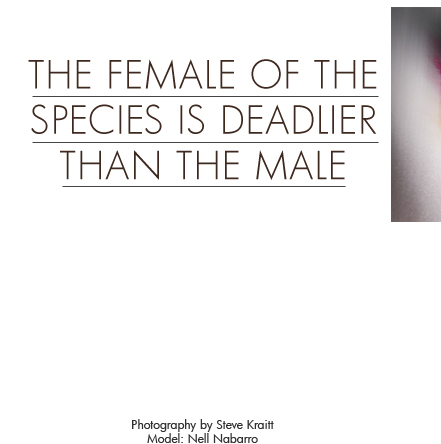 THE FEMALE OF THE
SPECIES IS DEADLIER
THAN THE MALE
Photography by Steve Kraitt
Model: Nell Nabarro